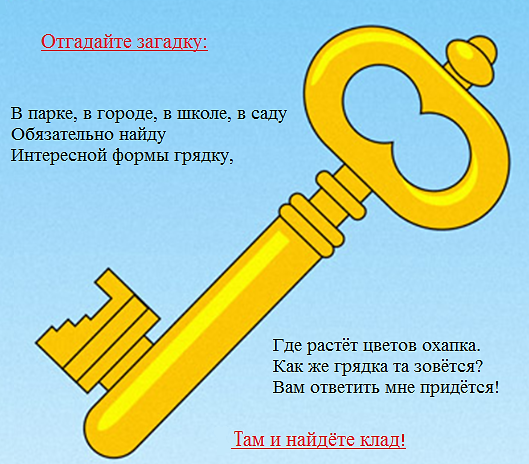 Отгадайте загадку:
В парке, в городе, в школе, в саду
Обязательно найду
Интересной формы грядку,
Где растёт цветов охапка.
Как же грядка та зовётся?
Вам ответить мне придётся!
Там и найдёте клад!